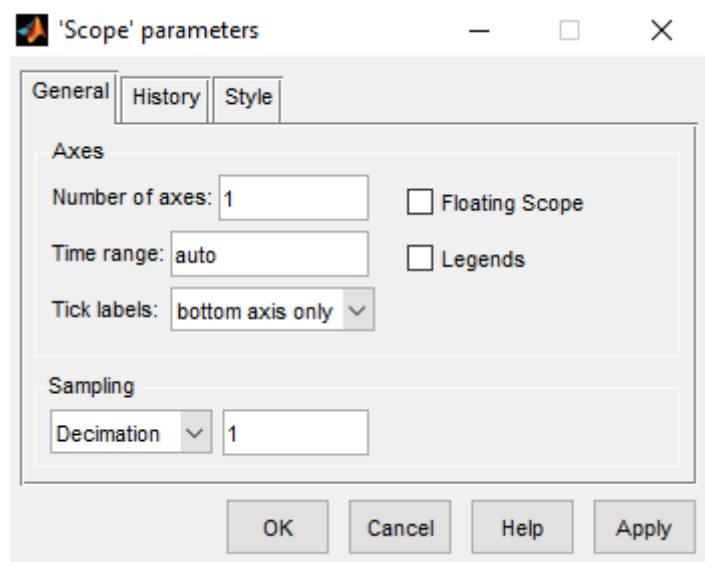 'Scope' parameters
General History Style
Axes
Number of axes: 1 Floating Scope
Time range: auto Legends
Tick labels: bottom axis only
Sampling
Decimation 1
OK Cancel Help Apply